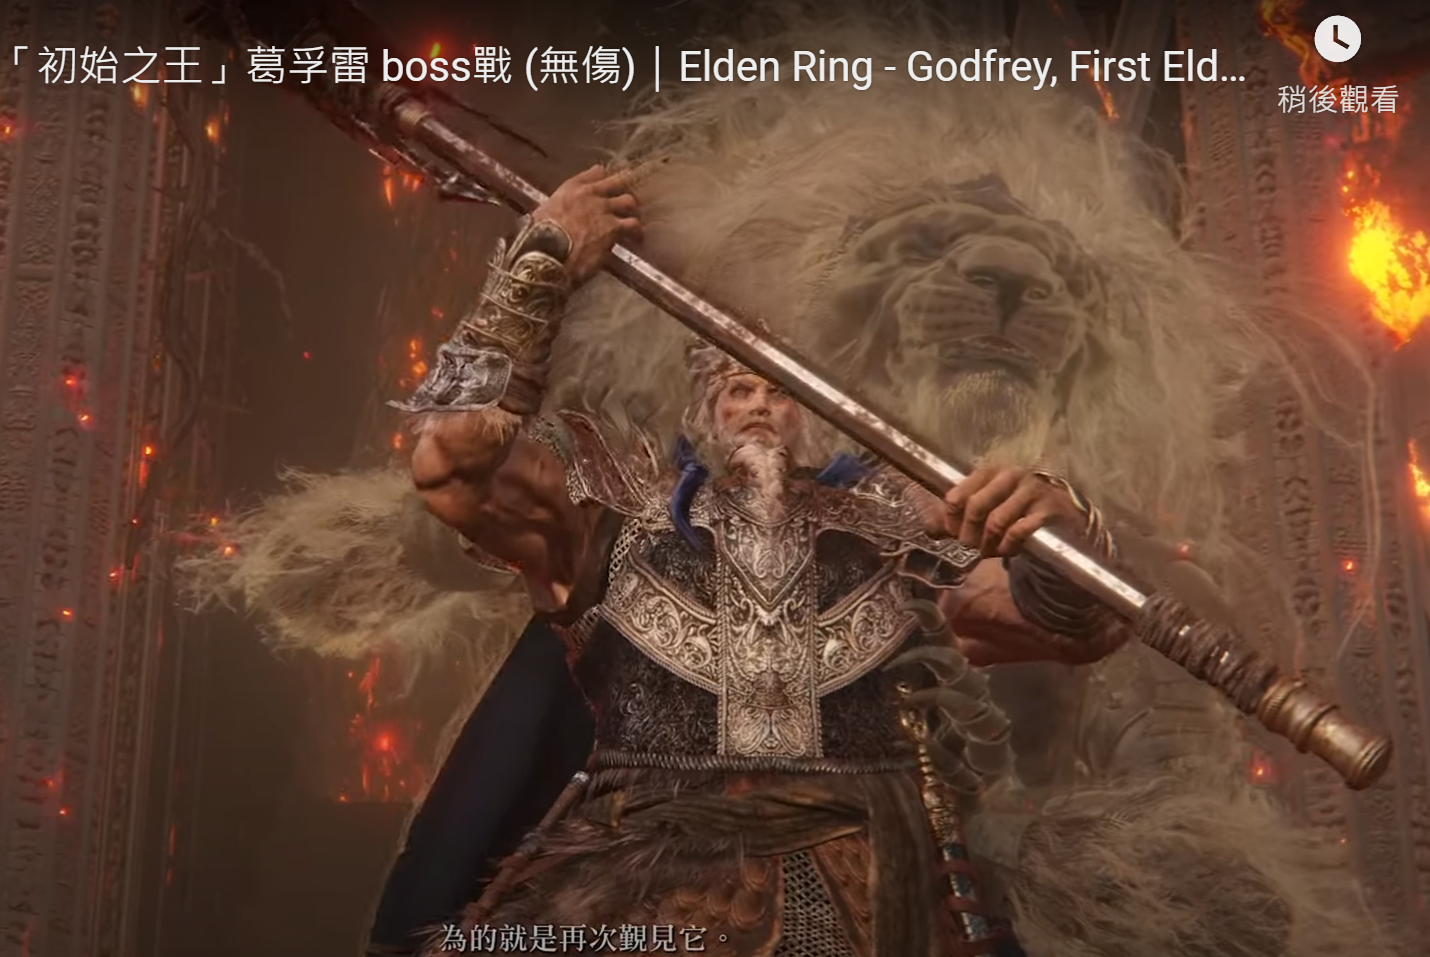 「初始之王」葛孚雷 boss戰 (無傷)｜Elden Ring - Godfrey, First Eld...
稍後觀看
為的就是再次覲見它。